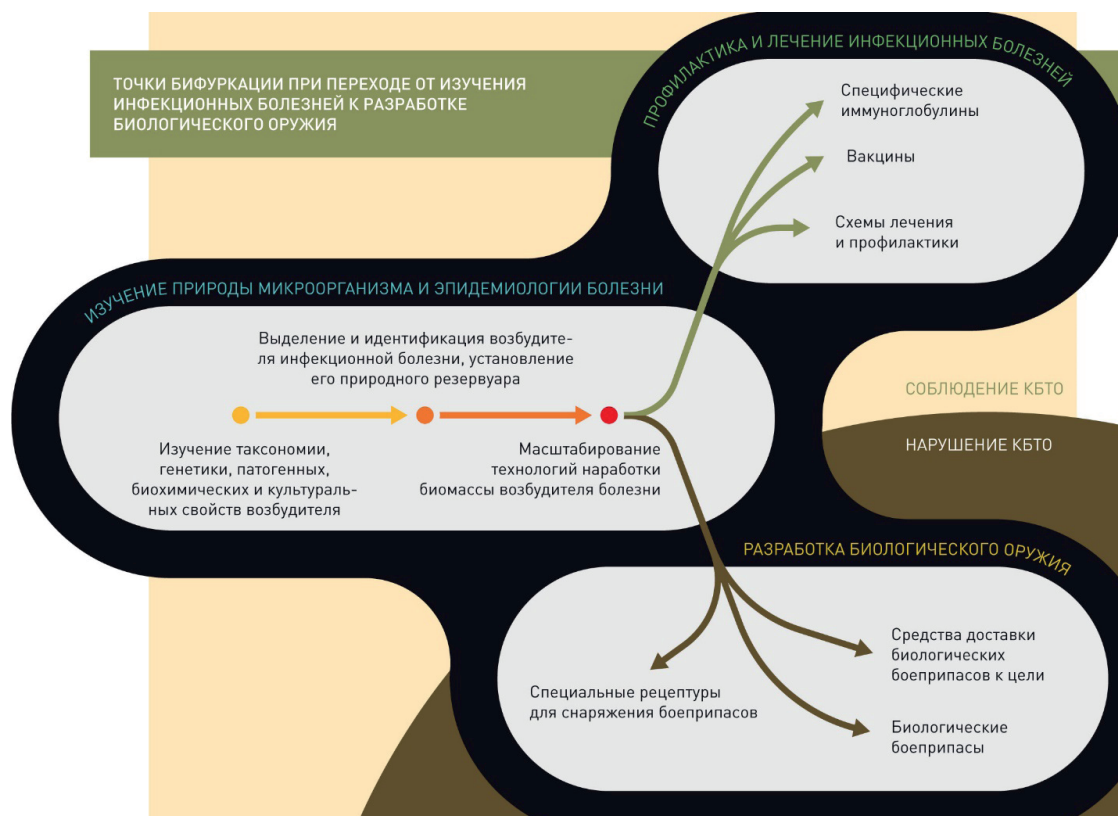 ТОЧКИ БИФУРКАЦИИ ПРИ ПЕРЕХОДЕ ОТ ИЗУЧЕНИЯ
ИНФЕКЦИОННЫХ БОЛЕЗНЕЙ К РАЗРАБОТКЕ
БИОЛОГИЧЕСКОГО ОРУЖИЯ
ПРОФИЛАКТИКА И ЛЕЧЕНИЕ ИНФЕКЦИОННЫХ БОЛЕЗНЕЙ
Специфические
иммуноглобулины
Вакцины
Схемы лечения
и профилактики
ИЗУЧЕНИЕ ПРИРОДЫ МИКРООРГАНИЗМА И ЭПИДЕМИОЛОГИИ БОЛЕЗНИ
Выделение и идентификация возбудите-
ля инфекционной болезни, установление
его природного резервуара
Изучение таксономии,
генетики, патогенных,
биохимических и культураль-
ных свойств возбудителя
Масштабирование
технологий наработки
биомассы возбудителя болезни
СОБЛЮДЕНИЕ КБТО
НАРУШЕНИЕ КБТО
РАЗРАБОТКА БИОЛОГИЧЕСКОГО ОРУЖИЯ
Средства доставки
биологических
боеприпасов к цели
Специальные рецептуры
для снаряжения боеприпасов
Биологические
боеприпасы